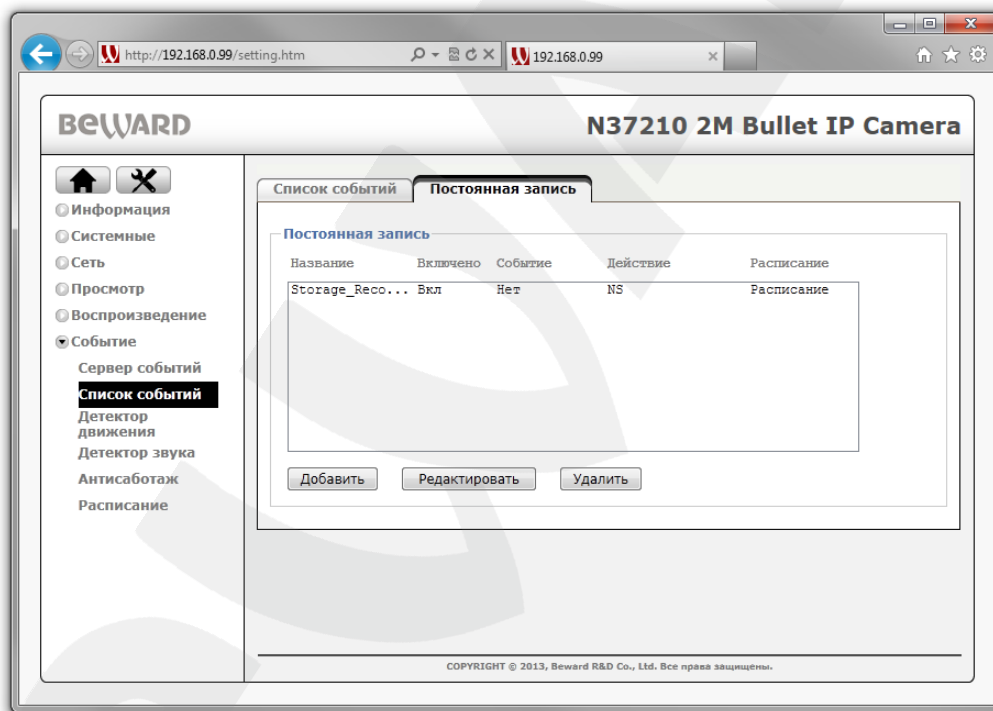 http://192.168.0.99/setting.htm
192.168.0.99
BEWARD
N37210 2M Bullet IP Camera
Информация
Системные
Сеть
Просмотр
Воспроизведение
Событие
Сервер событий
Список событий
Детектор
движения
Детектор звука
Антисаботаж
Расписание
Список событий Постоянная запись
Постоянная запись
Название Включено Событие Действие Расписание
Storage_Reco... Вкл Нет NS Расписание
Добавить Редактировать Удалить
COPYRIGHT © 2013, Beward R&D Co., Ltd. Все права защищены.